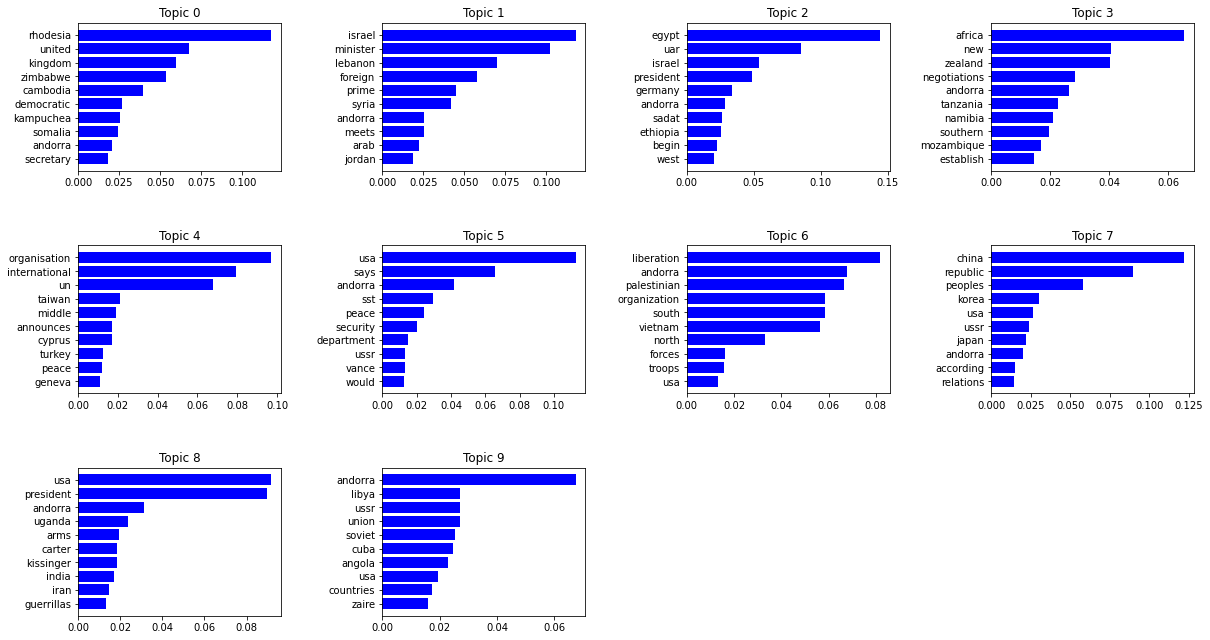 Topic 0
rhodesia
united
kingdom
zimbabwe
cambodia
democratic
kampuchea
somalia
andorra
secretary
0.000 0.025 0.050 0.075 0.100
Topic 1
israel
minister
lebanon
foreign
prime
syria
andorra
meets
arab
jordan
0.000 0.025 0.050 0.075 0.100
Topic 2
egypt
uar
israel
president
germany
andorra
sadat
ethiopia
begin
west
0.00 0.05 0.10 0.15
Topic 3
africa
new
zealand
negotiations
andorra
tanzania
namibia
southern
mozambique
establish
0.00 0.02 0.04 0.06
Topic 4
organisation
international
un
taiwan
middle
announces
cyprus
turkey
peace
geneva
0.00 0.02 0.04 0.06 0.08 0.10
Topic 5
usa
says
andorra
sst
peace
security
department
ussr
vance
would
0.00 0.02 0.04 0.06 0.08 0.10
Topic 6
liberation
andorra
palestinian
organization
south
vietnam
north
forces
troops
usa
0.00 0.02 0.04 0.06 0.08
Topic 7
china
republic
peoples
korea
usa
ussr
japan
andorra
according
relations
0.000 0.025 0.050 0.075 0.100 0.125
Topic 8
usa
president
andorra
uganda
arms
carter
kissinger
india
iran
guerrillas
0.00 0.02 0.04 0.06 0.08
Topic 9
andorra
libya
ussr
union
soviet
cuba
angola
usa
countries
zaire
0.00 0.02 0.04 0.06